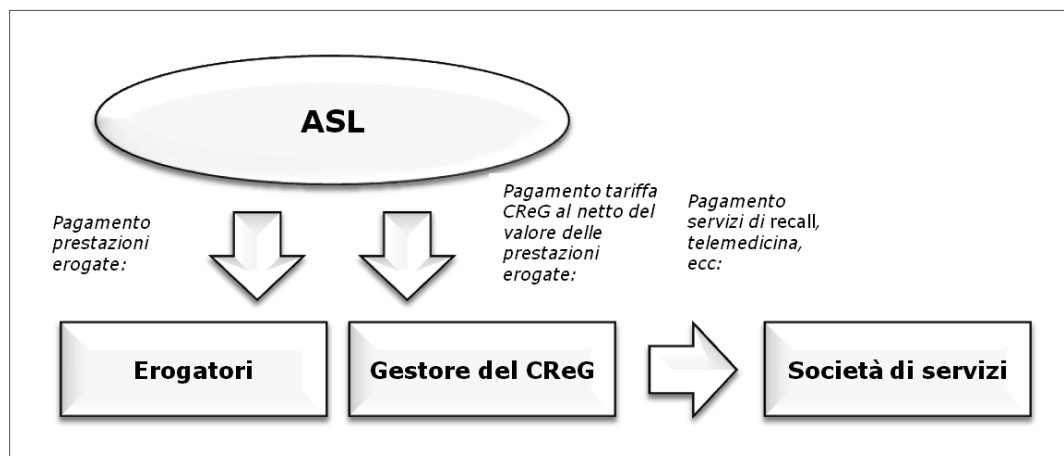 ASL
Pagamento
prestazioni
erogate:
Pagamento tariffa
CReG al netto del
valore delle
prestazioni
erogate:
Pagamento
servizi di recall,
telemedicina,
ecc:
Erogatori
Gestore del CReG
Società di servizi